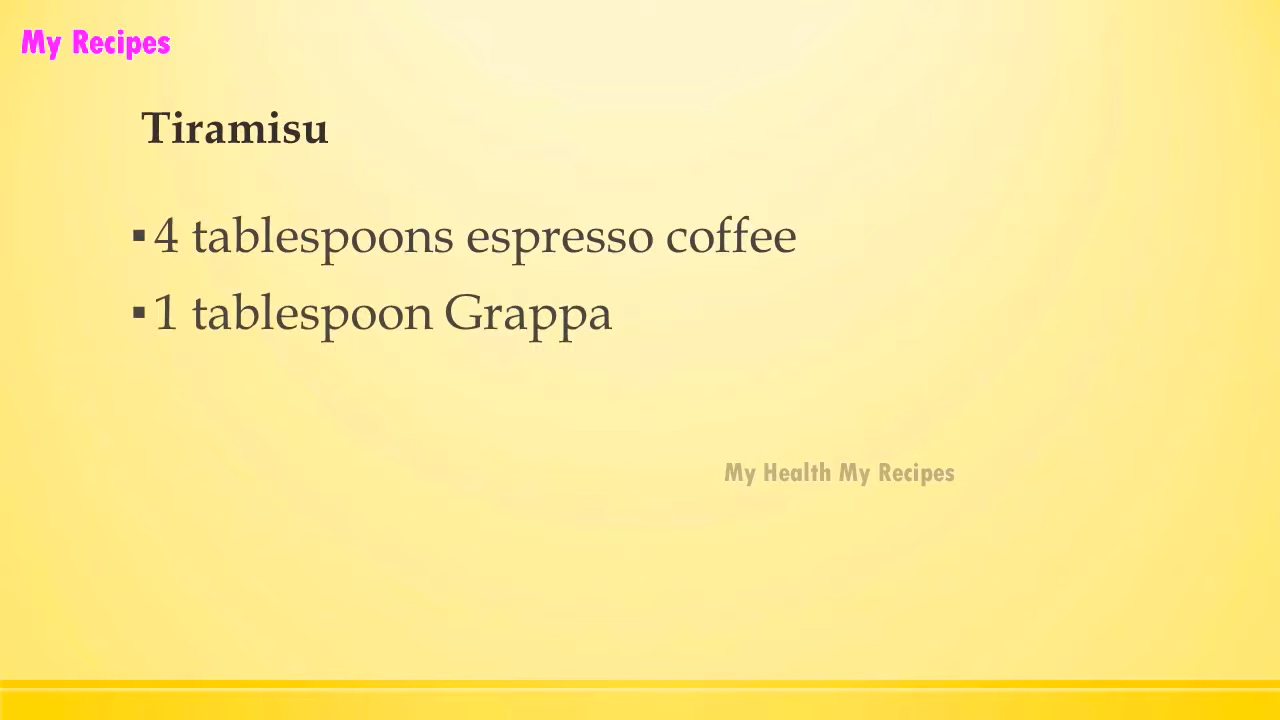 My Recipes
Tiramisu
▪4 tablespoons espresso coffee
▪1 tablespoon Grappa
My Health My Recipes